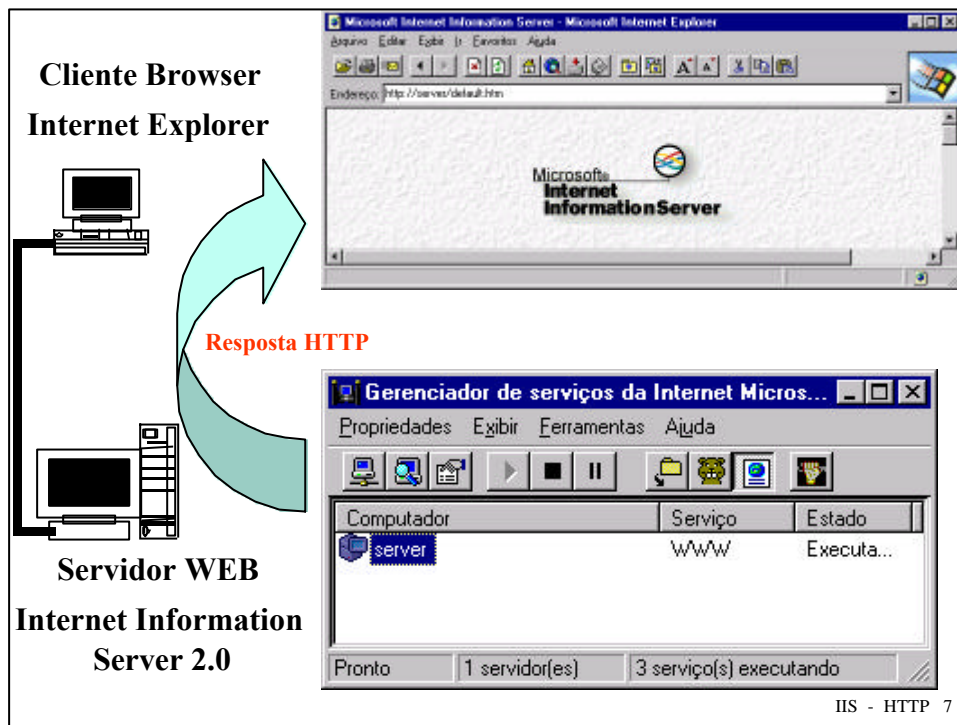 Cliente Browser
Internet Explorer
Microsoft Internet Information Server - Microsoft Internet Explorer
Arquivo Editar Exibir Ir Favoritos Ajuda
Endereço: http://server/default.htm
Microsoft®
Internet
Information Server
Resposta HTTP
Servidor WEB
Internet Information
Server 2.0
Gerenciador de serviços da Internet Micros...
Propriedades Exibir Ferramentas Ajuda
Computador Serviço Estado
server WWW Executa...
Pronto 1 servidor(es) 3 serviço(s) executando
IIS - HTTP 7